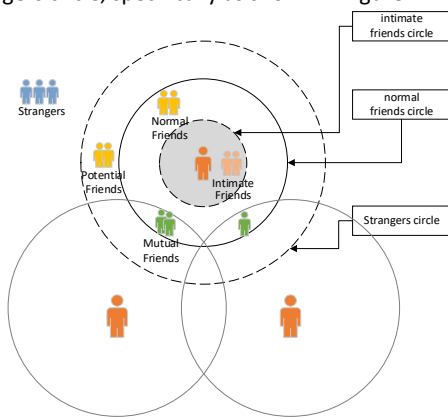 intimate
friends circle
Strangers
Normal
Friends
normal
friends circle
Potential
Friends
Intimate
Friends
Strangers circle
Mutual
Friends